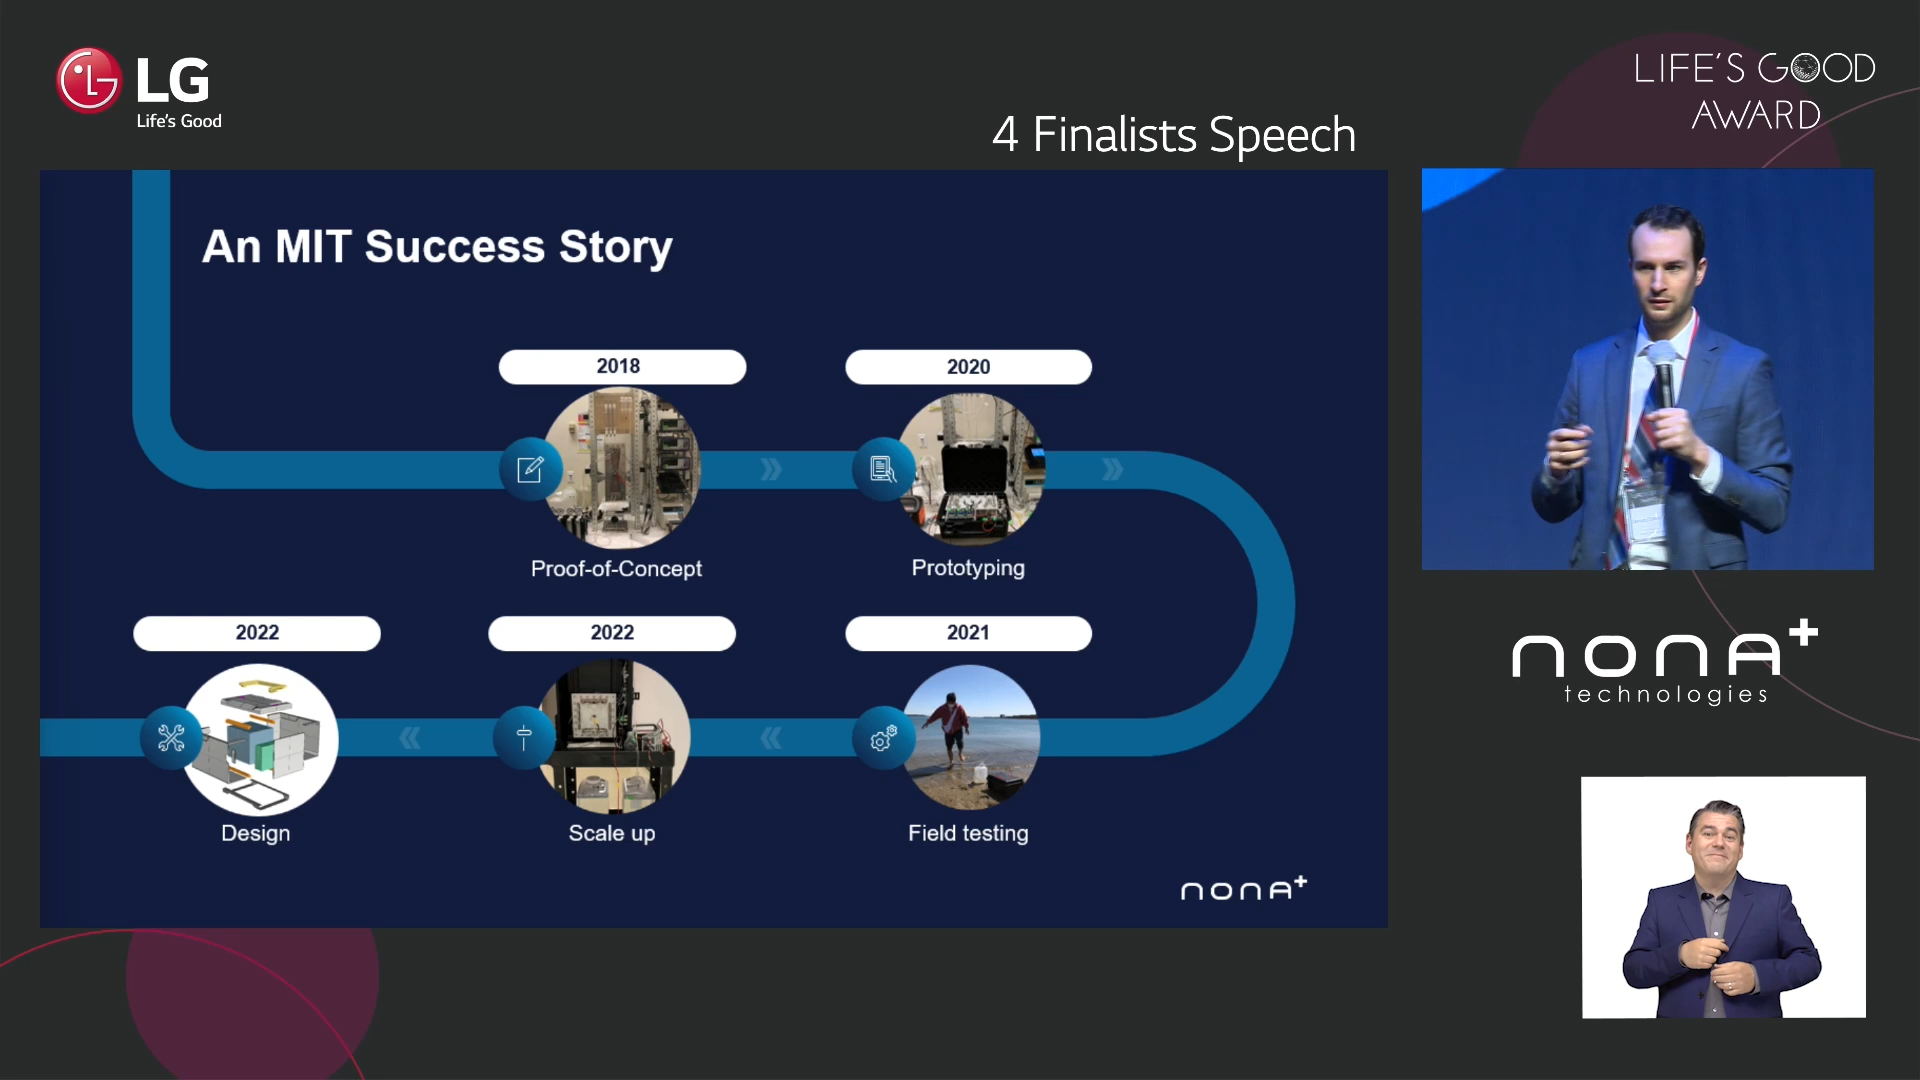 LG
Life's Good
LIFE'S GOOD
AWARD
4 Finalists Speech
An MIT Success Story
2018
2020
Proof-of-Concept
Prototyping
2022
2022
2021
Design
Scale up
Field testing
nona+
nona+
technologies